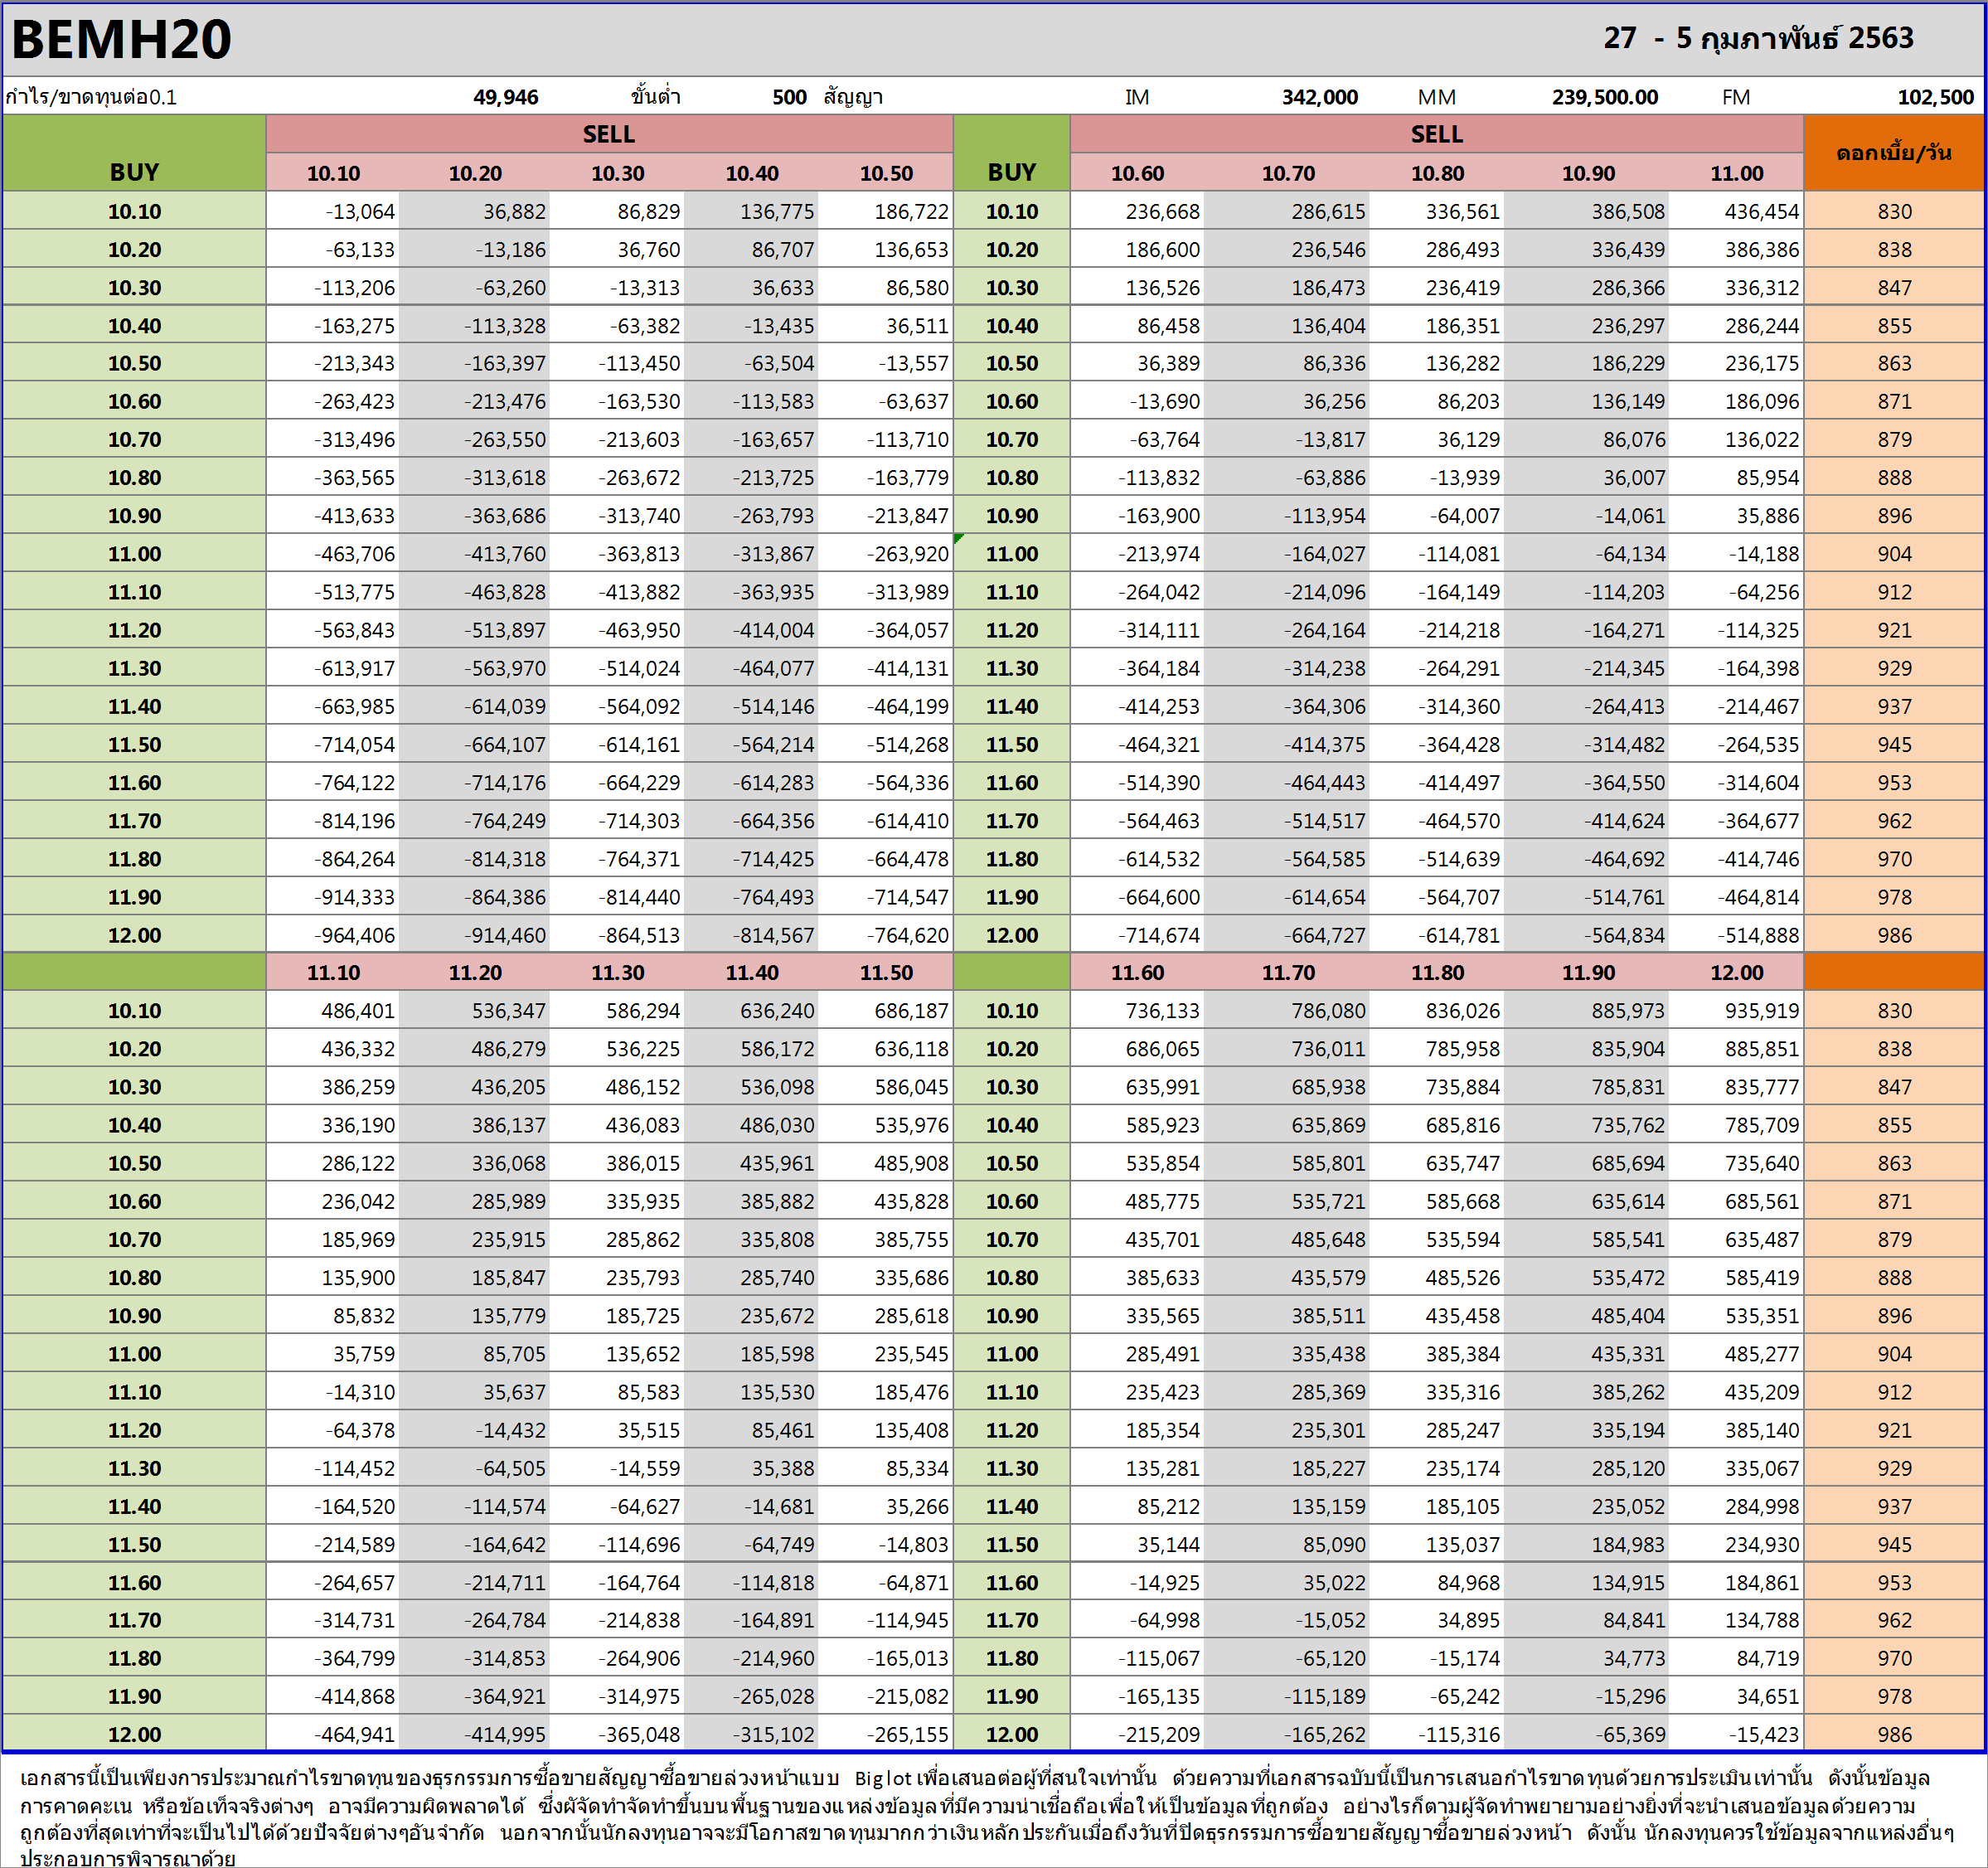 BEMH20 27 - 5 กุมภาพันธ์ 2563
กำไร/ขาดทุนต่อ0.1 49,946 ขั้นต่ำ 500 สัญญา IM 342,000 MM 239,500.00 FM 102,500
SELL SELL
BUY 10.10 10.20 10.30 10.40 10.50 BUY 10.60 10.70 10.80 10.90 11.00 ดอกเบี้ย/วัน
10.10 -13,064 36,882 86,829 136,775 186,722 10.10 236,668 286,615 336,561 386,508 436,454 830
10.20 -63,133 -13,186 36,760 86,707 136,653 10.20 186,600 236,546 286,493 336,439 386,386 838
10.30 -113,206 -63,260 -13,313 36,633 86,580 10.30 136,526 186,473 236,419 286,366 336,312 847
10.40 -163,275 -113,328 -63,382 -13,435 36,511 10.40 86,458 136,404 186,351 236,297 286,244 855
10.50 -213,343 -163,397 -113,450 -63,504 -13,557 10.50 36,389 86,336 136,282 186,229 236,175 863
10.60 -263,423 -213,476 -163,530 -113,583 -63,637 10.60 -13,690 36,256 86,203 136,149 186,096 871
10.70 -313,496 -263,550 -213,603 -163,657 -113,710 10.70 -63,764 -13,817 36,129 86,076 136,022 879
10.80 -363,565 -313,618 -263,672 -213,725 -163,779 10.80 -113,832 -63,886 -13,939 36,007 85,954 888
10.90 -413,633 -363,686 -313,740 -263,793 -213,847 10.90 -163,900 -113,954 -64,007 -14,061 35,886 896
11.00 -463,706 -413,760 -363,813 -313,867 -263,920 11.00 -213,974 -164,027 -114,081 -64,134 -14,188 904
11.10 -513,775 -463,828 -413,882 -363,935 -313,989 11.10 -264,042 -214,096 -164,149 -114,203 -64,256 912
11.20 -563,843 -513,897 -463,950 -414,004 -364,057 11.20 -314,111 -264,164 -214,218 -164,271 -114,325 921
11.30 -613,917 -563,970 -514,024 -464,077 -414,131 11.30 -364,184 -314,238 -264,291 -214,345 -164,398 929
11.40 -663,985 -614,039 -564,092 -514,146 -464,199 11.40 -414,253 -364,306 -314,360 -264,413 -214,467 937
11.50 -714,054 -664,107 -614,161 -564,214 -514,268 11.50 -464,321 -414,375 -364,428 -314,482 -264,535 945
11.60 -764,122 -714,176 -664,229 -614,283 -564,336 11.60 -514,390 -464,443 -414,497 -364,550 -314,604 953
11.70 -814,196 -764,249 -714,303 -664,356 -614,410 11.70 -564,463 -514,517 -464,570 -414,624 -364,677 962
11.80 -864,264 -814,318 -764,371 -714,425 -664,478 11.80 -614,532 -564,585 -514,639 -464,692 -414,746 970
11.90 -914,333 -864,386 -814,440 -764,493 -714,547 11.90 -664,600 -614,654 -564,707 -514,761 -464,814 978
12.00 -964,406 -914,460 -864,513 -814,567 -764,620 12.00 -714,674 -664,727 -614,781 -564,834 -514,888 986
11.10 11.20 11.30 11.40 11.50 11.60 11.70 11.80 11.90 12.00
10.10 486,401 536,347 586,294 636,240 686,187 10.10 736,133 786,080 836,026 885,973 935,919 830
10.20 436,332 486,279 536,225 586,172 636,118 10.20 686,065 736,011 785,958 835,904 885,851 838
10.30 386,259 436,205 486,152 536,098 586,045 10.30 635,991 685,938 735,884 785,831 835,777 847
10.40 336,190 386,137 436,083 486,030 535,976 10.40 585,923 635,869 685,816 735,762 785,709 855
10.50 286,122 336,068 386,015 435,961 485,908 10.50 535,854 585,801 635,747 685,694 735,640 863
10.60 236,042 285,989 335,935 385,882 435,828 10.60 485,775 535,721 585,668 635,614 685,561 871
10.70 185,969 235,915 285,862 335,808 385,755 10.70 435,701 485,648 535,594 585,541 635,487 879
10.80 135,900 185,847 235,793 285,740 335,686 10.80 385,633 435,579 485,526 535,472 585,419 888
10.90 85,832 135,779 185,725 235,672 285,618 10.90 335,565 385,511 435,458 485,404 535,351 896
11.00 35,759 85,705 135,652 185,598 235,545 11.00 285,491 335,438 385,384 435,331 485,277 904
11.10 -14,310 35,637 85,583 135,530 185,476 11.10 235,423 285,369 335,316 385,262 435,209 912
11.20 -64,378 -14,432 35,515 85,461 135,408 11.20 185,354 235,301 285,247 335,194 385,140 921
11.30 -114,452 -64,505 -14,559 35,388 85,334 11.30 135,281 185,227 235,174 285,120 335,067 929
11.40 -164,520 -114,574 -64,627 -14,681 35,266 11.40 85,212 135,159 185,105 235,052 284,998 937
11.50 -214,589 -164,642 -114,696 -64,749 -14,803 11.50 35,144 85,090 135,037 184,983 234,930 945
11.60 -264,657 -214,711 -164,764 -114,818 -64,871 11.60 -14,925 35,022 84,968 134,915 184,861 953
11.70 -314,731 -264,784 -214,838 -164,891 -114,945 11.70 -64,998 -15,052 34,895 84,841 134,788 962
11.80 -364,799 -314,853 -264,906 -214,960 -165,013 11.80 -115,067 -65,120 -15,174 34,773 84,719 970
11.90 -414,868 -364,921 -314,975 -265,028 -215,082 11.90 -165,135 -115,189 -65,242 -15,296 34,651 978
12.00 -464,941 -414,995 -365,048 -315,102 -265,155 12.00 -215,209 -165,262 -115,316 -65,369 -15,423 986
เอกสารนี้เป็นเพียงการประมาณกำไรขาดทุนของธุรกรรมการซื้อขายสัญญาซื้อขายล่วงหน้าแบบ Big lot เพื่อเสนอต่อผู้ที่สนใจเท่านั้น ด้วยความที่เอกสารฉบับนี้เป็นการเสนอกำไรขาดทุนด้วยการประเมินเท่านั้น ดังนั้นข้อมูล
การคาดคะเน หรือข้อเท็จจริงต่างๆ อาจมีความผิดพลาดได้ ซึ่งผัจัดทำจัดทำขึ้นบนพื้นฐานของแหล่งข้อมูลที่มีความน่าเชื่อถือเพื่อให้เป็นข้อมูลที่ถูกต้อง อย่างไรก็ตามผู้จัดทำพยายามอย่างยิ่งที่จะนำเสนอข้อมูลด้วยความ
ถูกต้องที่สุดเท่าที่จะเป็นไปได้ด้วยปัจจัยต่างๆอันจำกัด นอกจากนั้นนักลงทุนอาจจะมีโอกาสขาดทุนมากกว่าเงินหลักประกันเมื่อถึงวันที่ปิดธุรกรรมการซื้อขายสัญญาซื้อขายล่วงหน้า ดังนั้น นักลงทุนควรใช้ข้อมูลจากแหล่งอื่นๆ
ประกอบการพิจารณาด้วย